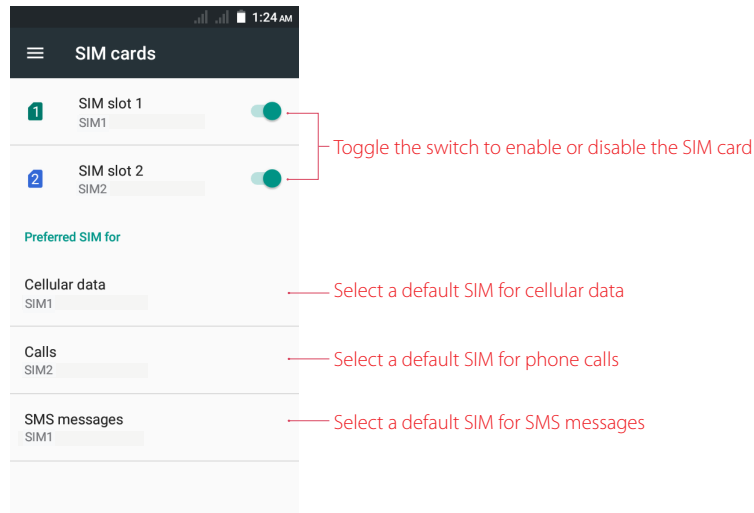 1:24 AM
SIM cards
1
SIM slot 1
SIM1
Toggle the switch to enable or disable the SIM card
2
SIM slot 2
SIM2
Preferred SIM for
Cellular data
SIM1
Select a default SIM for cellular data
Calls
SIM2
Select a default SIM for phone calls
SMS messages
SIM1
Select a default SIM for SMS messages